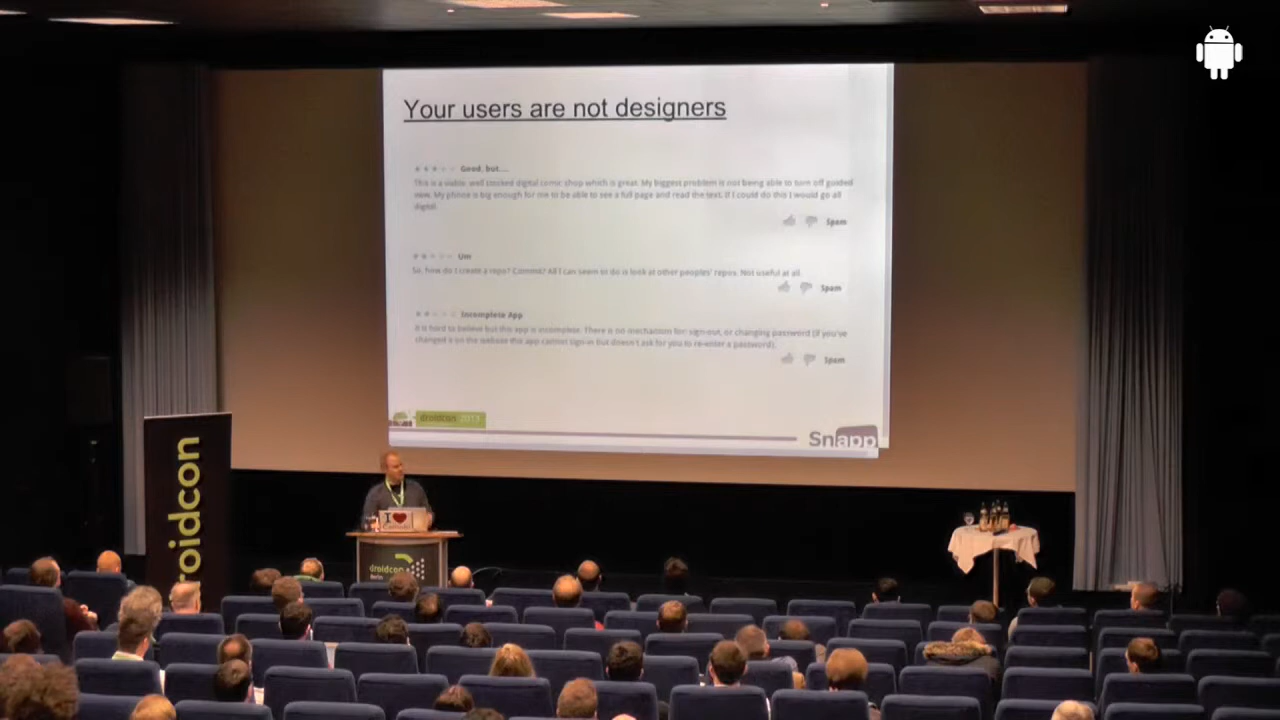 Your users are not designers
Good, but....
This is a viable, well stocked digital comic shop which is great. My biggest problem is not being able to turn off guided
view. My phone is big enough for me to be able to see a full page and read the text. If I could do this I would go all
digital.
Spam
Um
So, how do I create a repo? Commit? All I can seem to do is look at other peoples' repos. Not useful at all.
Spam
Incomplete App
It is hard to believe but this app is incomplete. There is no mechanism for: sign-out, or changing password (if you've
changed it on the website this app cannot sign-in but doesn't ask for you to re-enter a password).
Spam
droidcon 2013
Snapp
roidcon
I
droidcon
Berlin